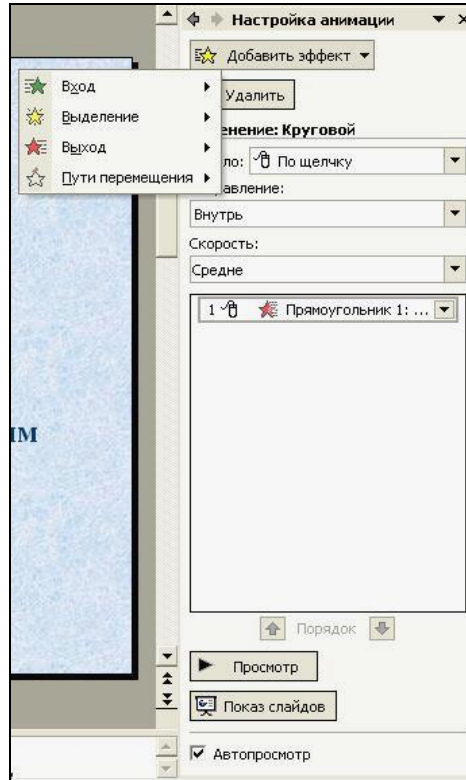 Настройка анимации
Добавить эффект
Вход
Выделение
Выход
Пути перемещения
Удалить
Круговой
По щелчку
Внутрь
Скорость:
Средне
1 Прямоугольник 1: ...
Порядок
Просмотр
Показ слайдов
Автопросмотр